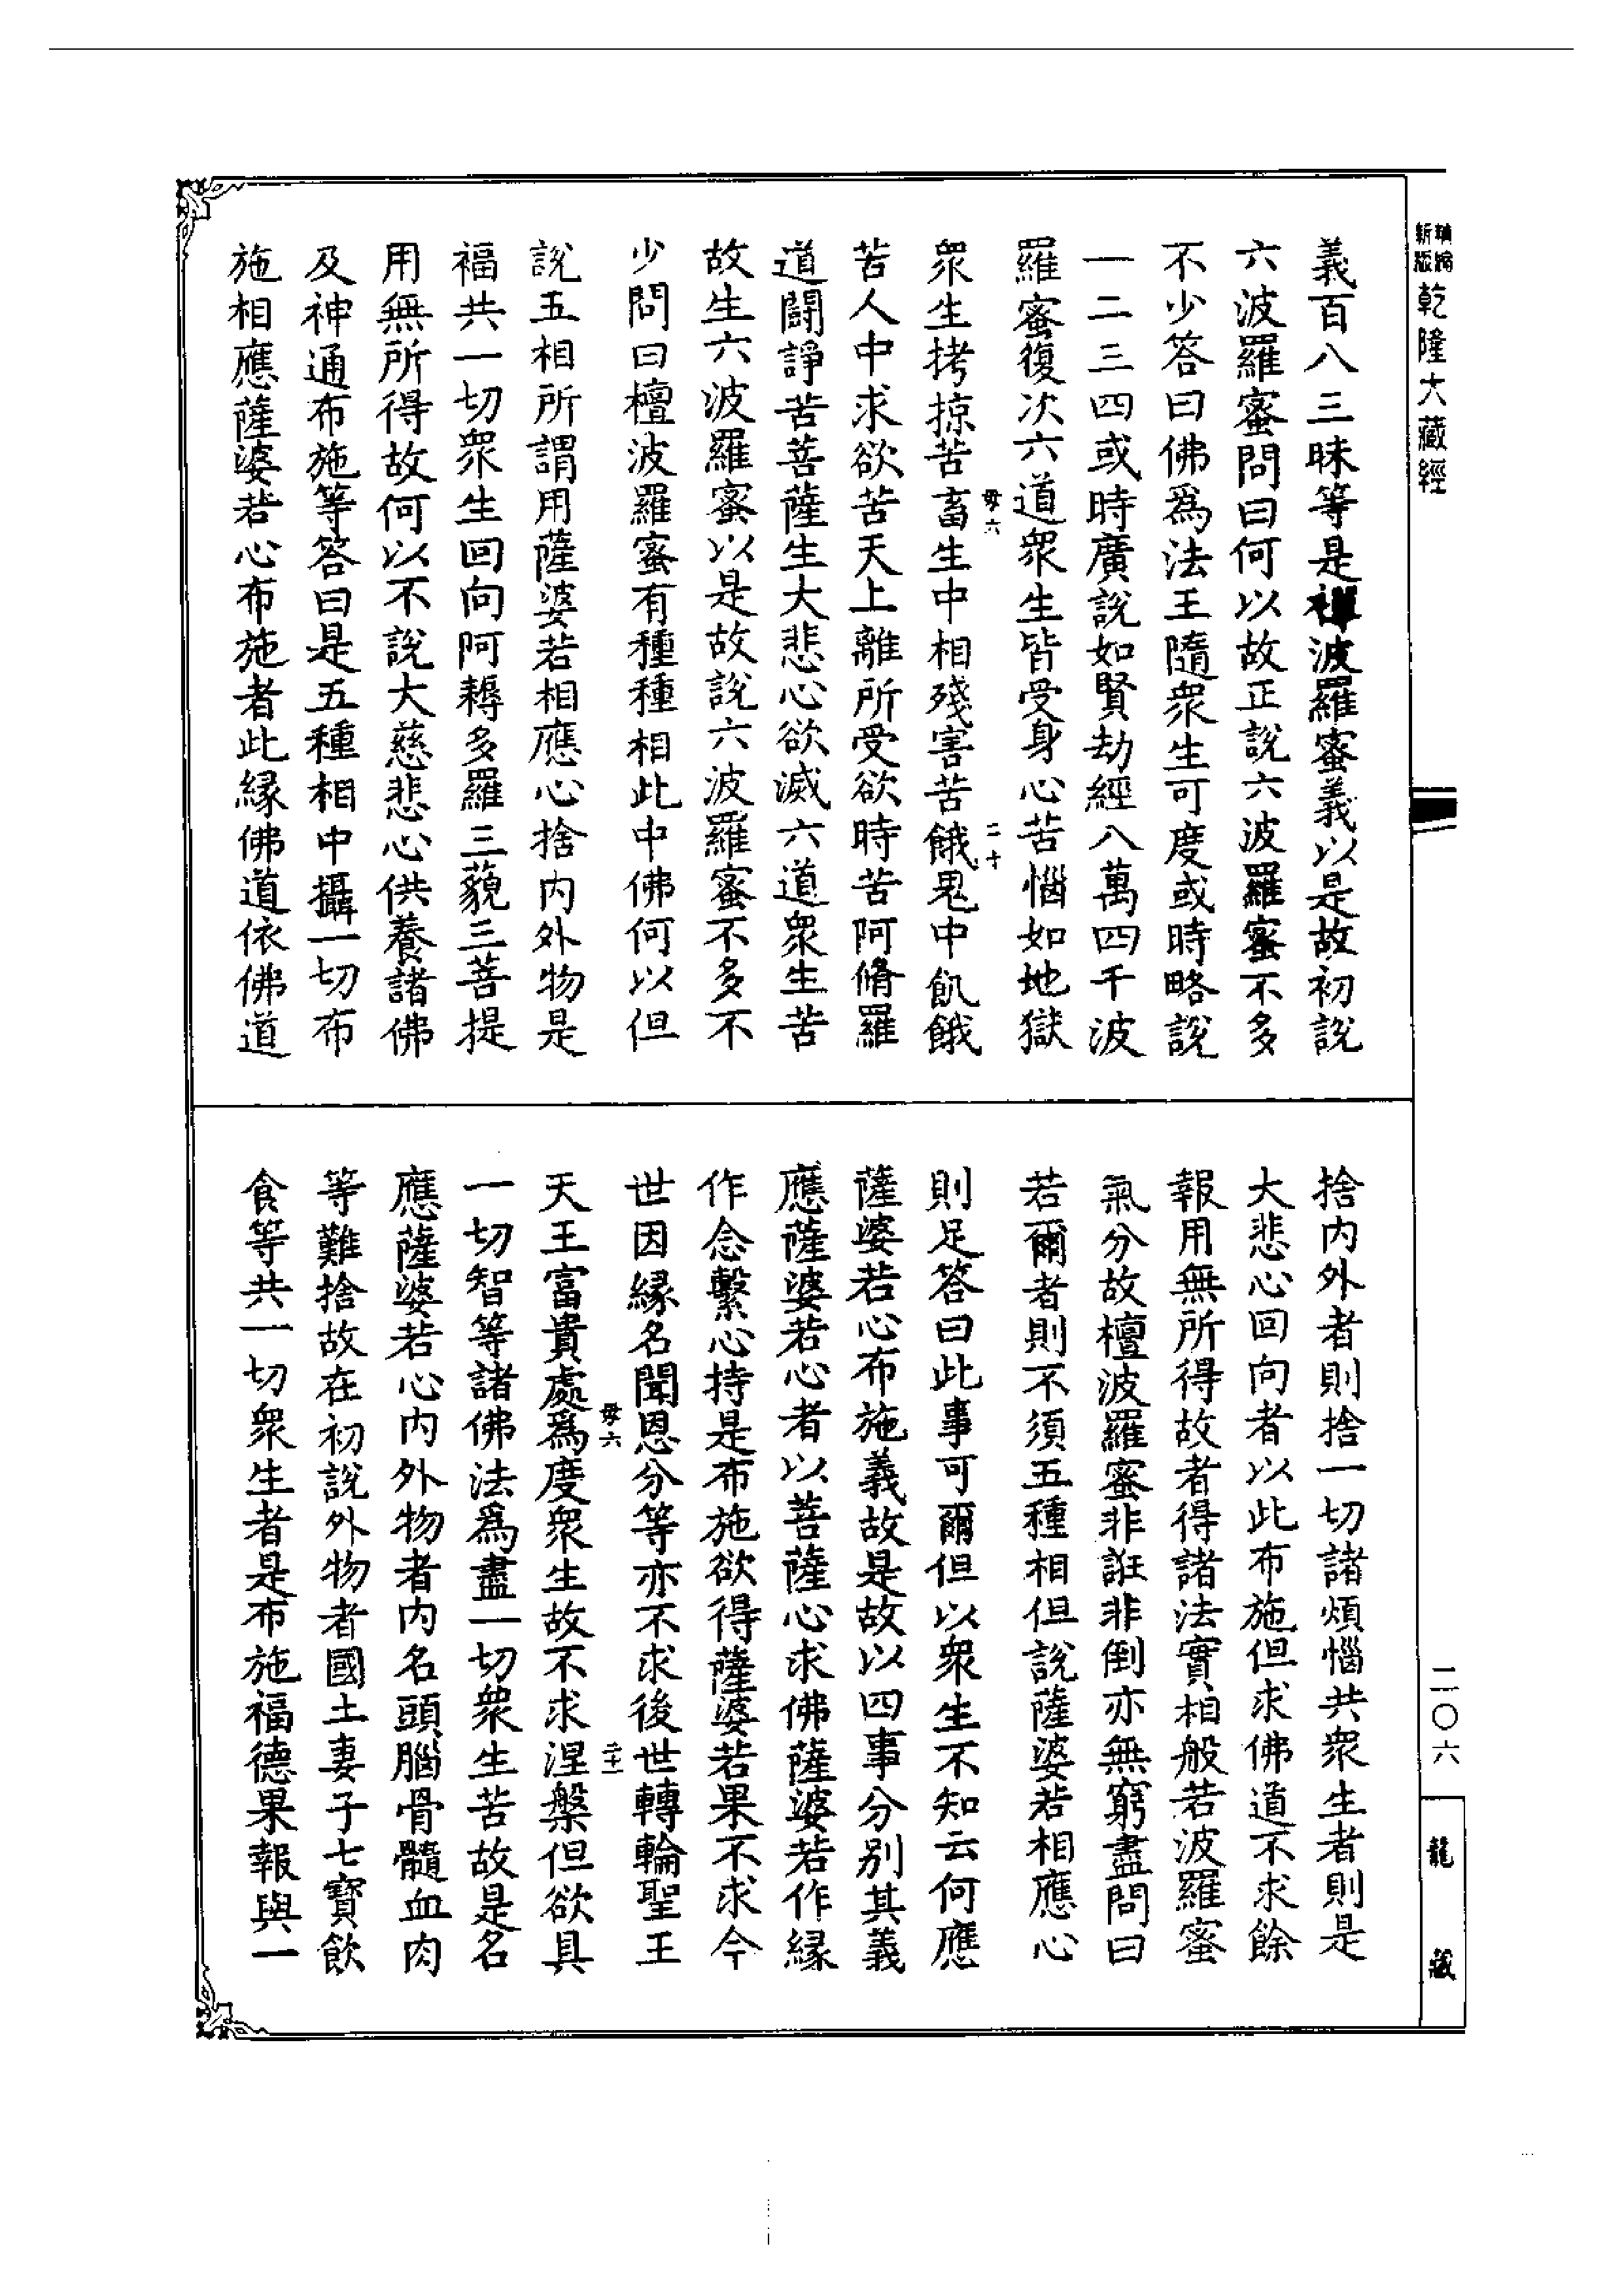 新編縮版乾隆大藏經
義百八三昧等是禪波羅蜜義以是故初說
六波羅蜜問曰何以故正說六波羅蜜不多
不少答曰佛爲法王隨衆生可度或時略說
一二三四或時廣說如賢劫經八萬四千波
羅蜜復次六道衆生皆受身心苦惱如地獄
衆生拷掠苦畜生中相殘害苦餓鬼中飢餓
毋六 二十
苦人中求欲苦天上離所受欲時苦阿脩羅
道鬪諍苦菩薩生大悲心欲滅六道衆生苦
故生六波羅蜜以是故說六波羅蜜不多不
少問曰檀波羅蜜有種種相此中佛何以但
說五相所謂用薩婆若相應心捨內外物是
福共一切衆生回向阿耨多羅三藐三菩提
用無所得故何以不說大慈悲心供養諸佛
及神通布施等答曰是五種相中攝一切布
施相應薩婆若心布施者此緣佛道依佛道
捨內外者則捨一切諸煩惱共衆生者則是
大悲心回向者以此布施但求佛道不求餘
報用無所得故者得諸法實相般若波羅蜜
氣分故檀波羅蜜非誑非倒亦無窮盡問曰
若爾者則不須五種相但說薩婆若相應心
則足答曰此事可爾但以衆生不知云何應
薩婆若心布施義故是故以四事分別其義
應薩婆若心者以菩薩心求佛薩婆若作緣
作念繫心持是布施欲得薩婆若果不求今
世因緣名聞恩分等亦不求後世轉輪聖王
毋六 二十一
天王富貴處爲度衆生故不求涅槃但欲具
一切智等諸佛法爲盡一切衆生苦故是名
應薩婆若心內外物者內名頭腦骨髓血肉
等難捨故在初說外物者國土妻子七寶飲
食等共一切衆生者是布施福德果報與一
二〇六
龍藏